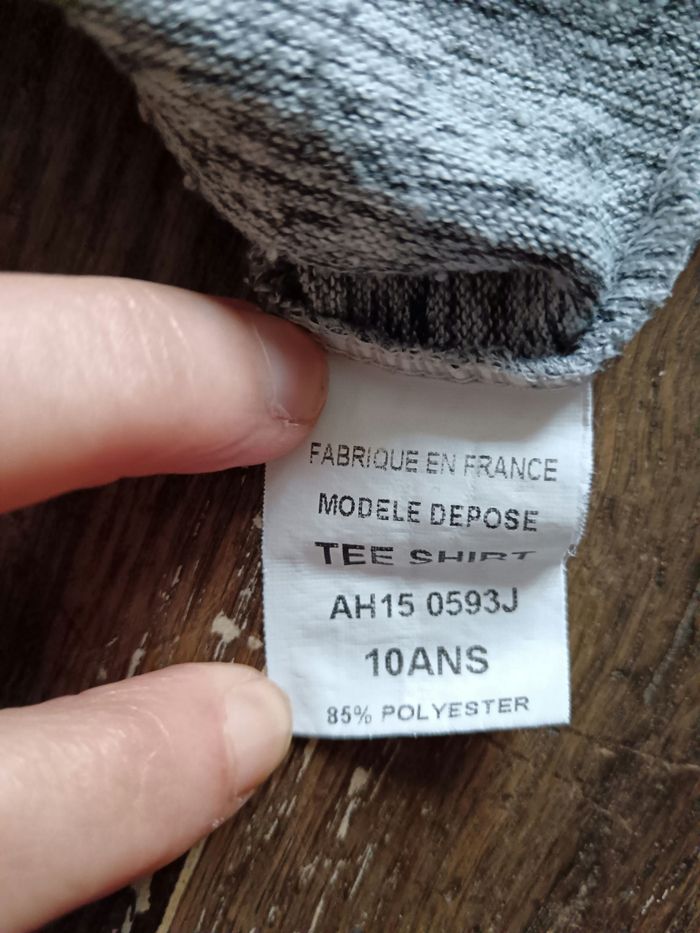 FABRIQUE EN FRANCE
MODELE DEPOSE
TEE SHIRT
AH15 0593J
10ANS
85% POLYESTER